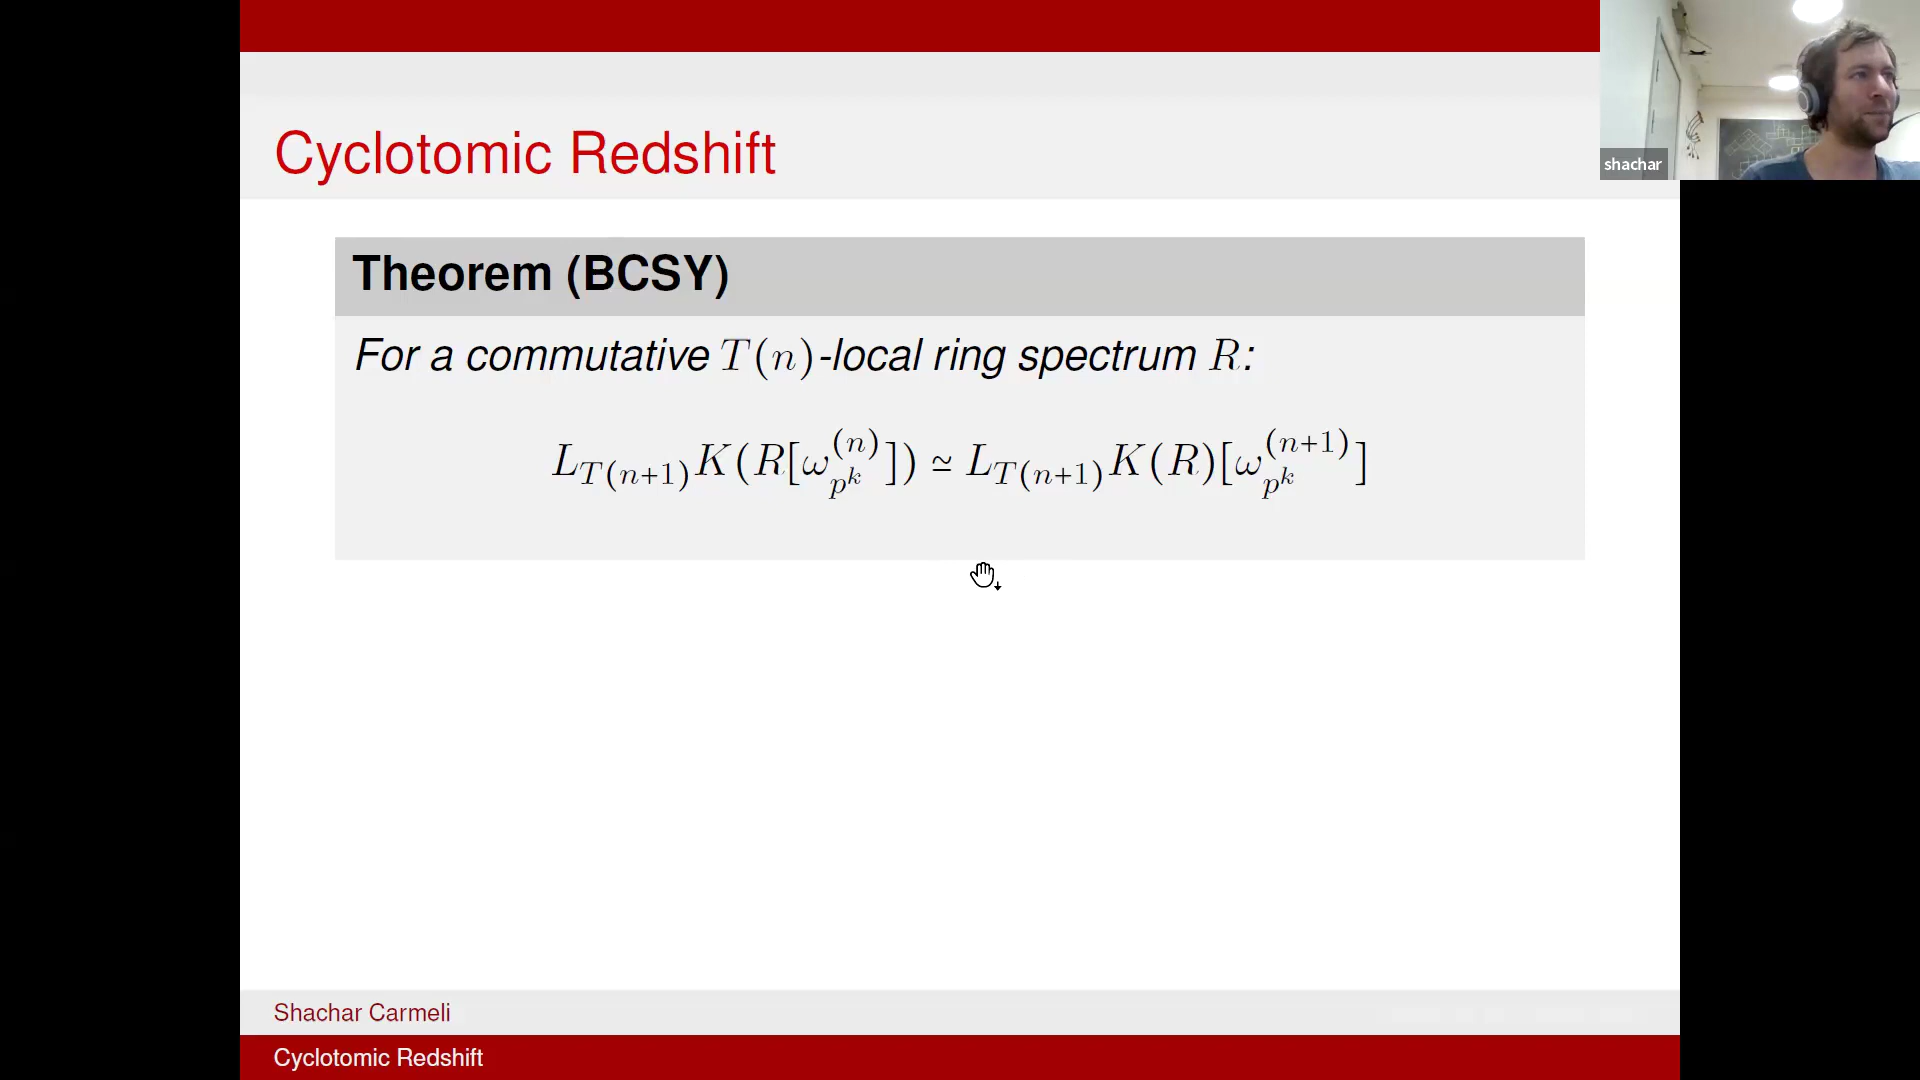 Cyclotomic Redshift
shachar
Theorem (BCSY)
For a commutative T(n)-local ring spectrum R:
L_{T(n+1)}K(R[ω_{p^k}^{(n)}]) ≃ L_{T(n+1)}K(R)[ω_{p^k}^{(n+1)}]
Shachar Carmeli
Cyclotomic Redshift